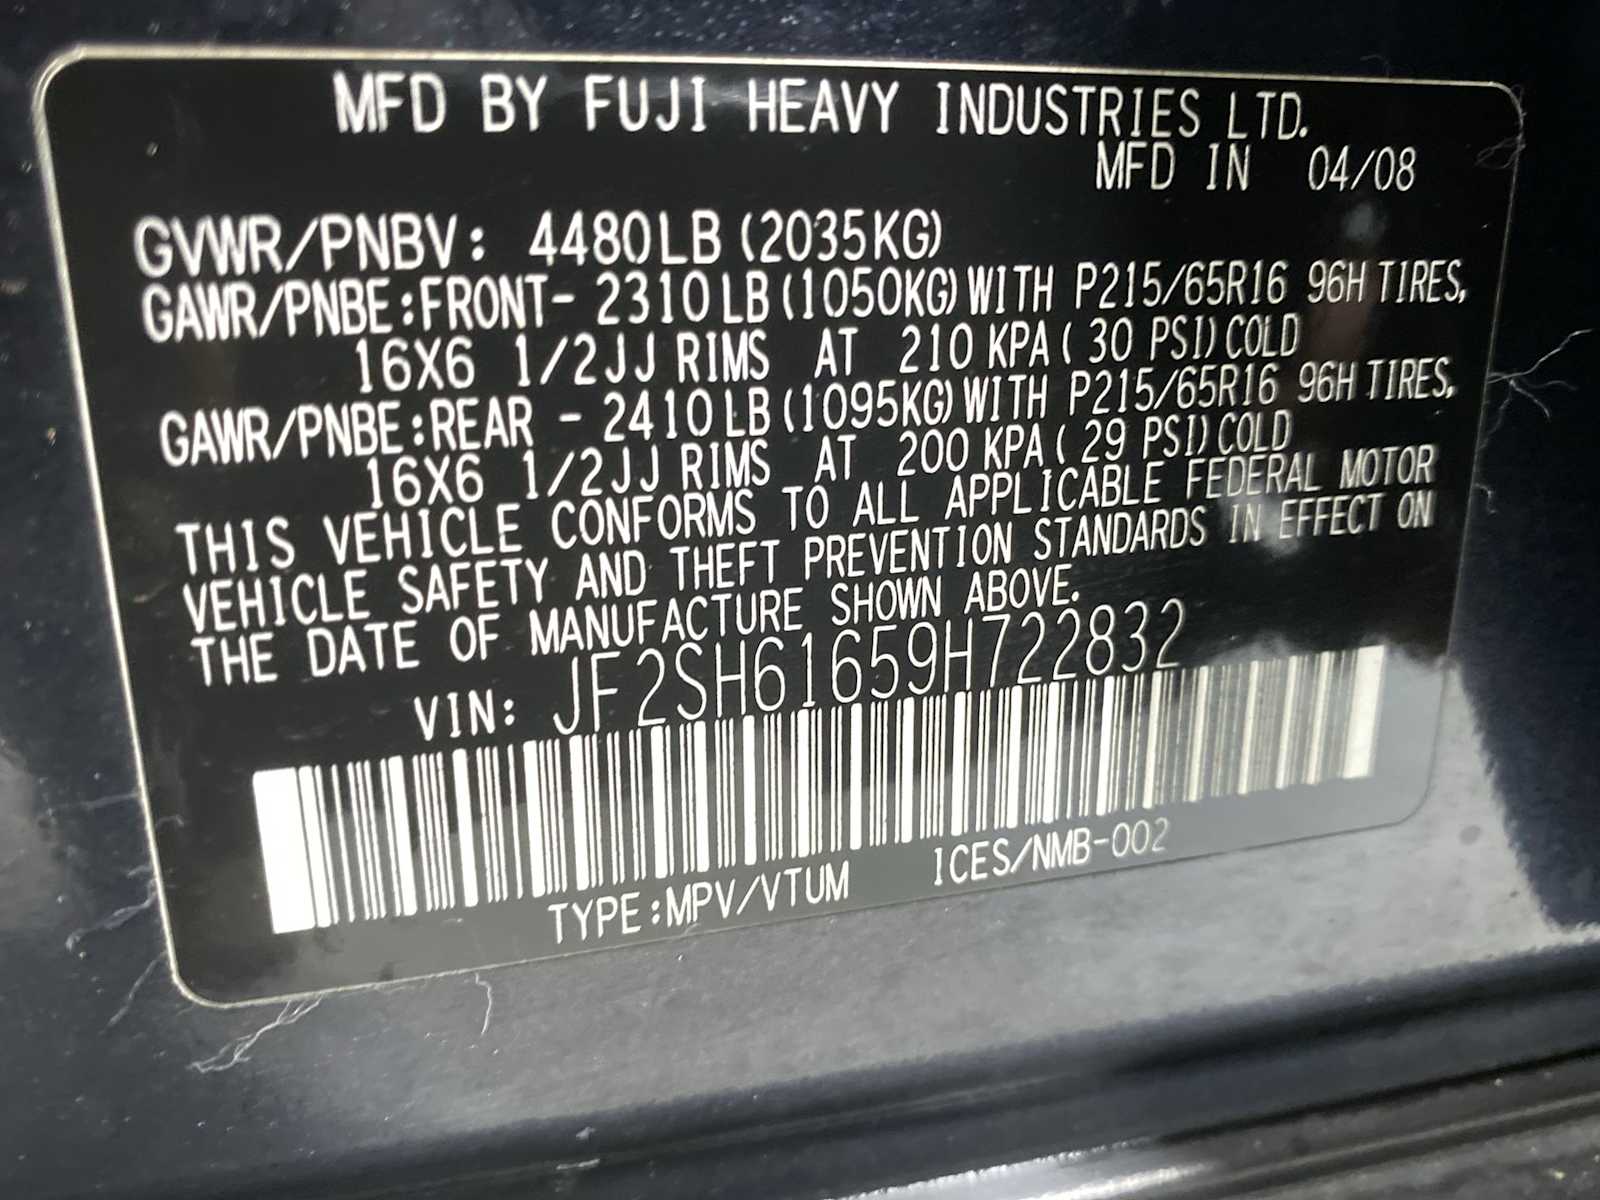 MFD BY FUJI HEAVY INDUSTRIES LTD.
MFD IN 04/08
GVWR/PNBV: 4480LB (2035KG)
GAWR/PNBE:FRONT- 2310LB(1050KG)WITH P215/65R16 96H TIRES,
16X6 1/2JJ RIMS AT 210 KPA( 30 PSI)COLD
GAWR/PNBE:REAR - 2410LB(1095KG)WITH P215/65R16 96H TIRES,
16X6 1/2JJ RIMS AT 200 KPA( 29 PSI)COLD
THIS VEHICLE CONFORMS TO ALL APPLICABLE FEDERAL MOTOR
VEHICLE SAFETY AND THEFT PREVENTION STANDARDS IN EFFECT ON
THE DATE OF MANUFACTURE SHOWN ABOVE.
VIN: JF2SH61659H722832
TYPE:MPV/VTUM ICES/NMB-002